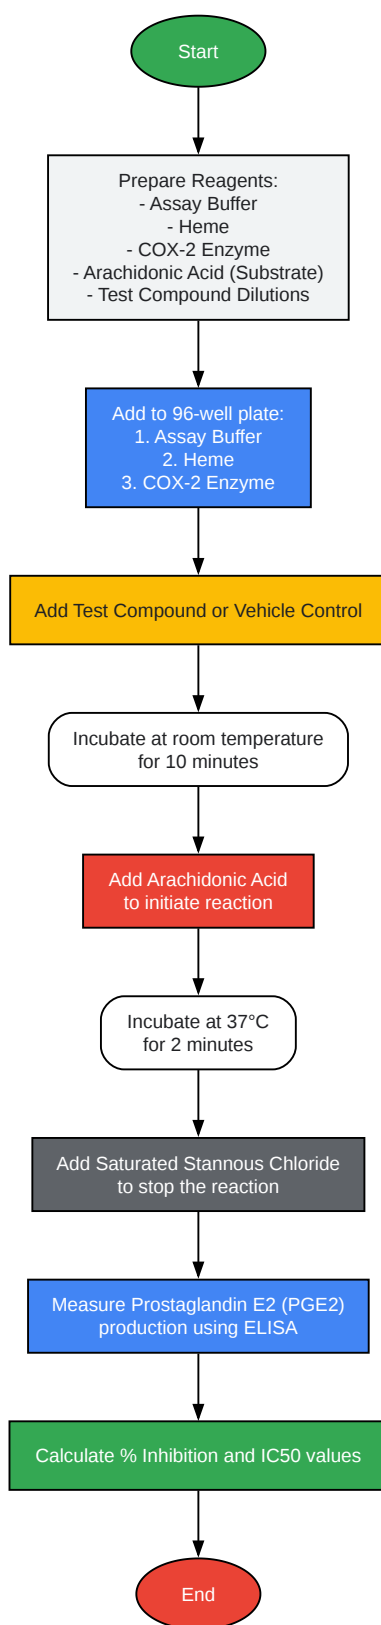 Start
Prepare Reagents:
- Assay Buffer
- Heme
- COX-2 Enzyme
- Arachidonic Acid (Substrate)
- Test Compound Dilutions
Add to 96-well plate:
1. Assay Buffer
2. Heme
3. COX-2 Enzyme
Add Test Compound or Vehicle Control
Incubate at room temperature
for 10 minutes
Add Arachidonic Acid
to initiate reaction
Incubate at 37°C
for 2 minutes
Add Saturated Stannous Chloride
to stop the reaction
Measure Prostaglandin E2 (PGE2)
production using ELISA
Calculate % Inhibition and IC50 values
End